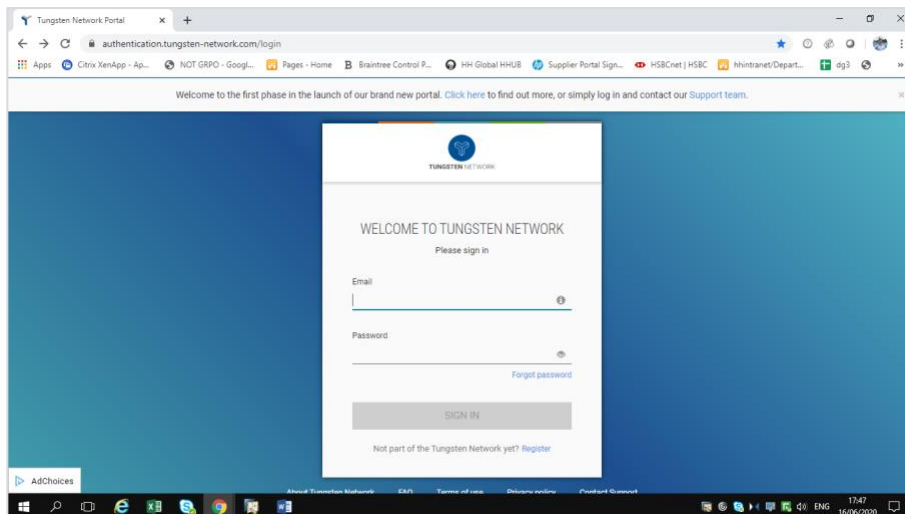 Tungsten Network Portal
authentication.tungsten-network.com/login
Apps Citrix XenApp - Ap... NOT GRPO - Googl... Pages - Home B Braintree Control P... HH Global HHUB Supplier Portal Sign... HSBCnet | HSBC hhintranet/Depart... dg3 »
Welcome to the first phase in the launch of our brand new portal. Click here to find out more, or simply log in and contact our Support team.
TUNGSTEN NETWORK
WELCOME TO TUNGSTEN NETWORK
Please sign in
Email
Password
Forgot password
SIGN IN
Not part of the Tungsten Network yet? Register
AdChoices
About Tungsten Network FAQ Terms of use Privacy policy Contact Support
ENG 17:47
16/06/2020